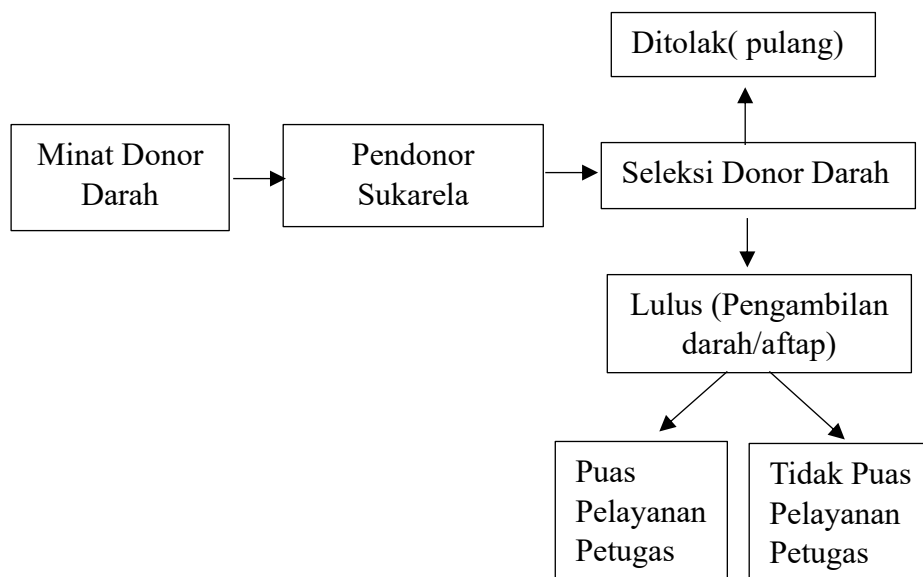 Ditolak( pulang)
Minat Donor
Darah
Pendonor
Sukarela
Seleksi Donor Darah
Lulus (Pengambilan
darah/aftap)
Puas
Pelayanan
Petugas
Tidak Puas
Pelayanan
Petugas